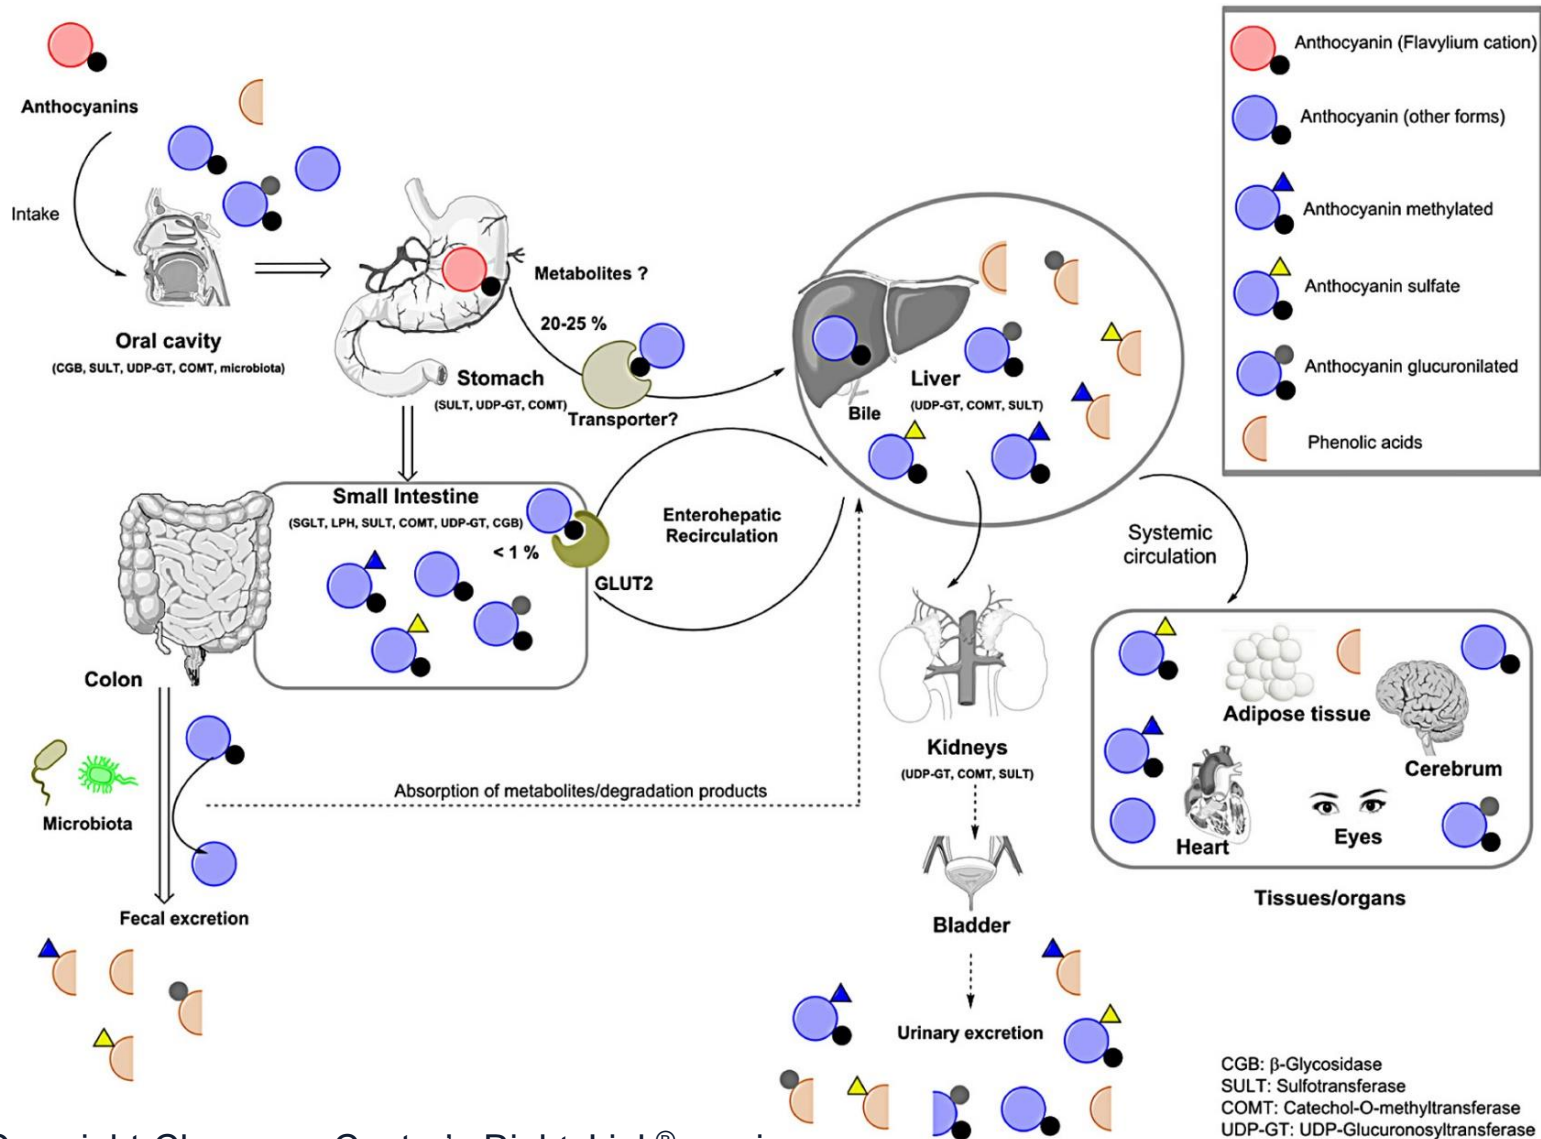 Anthocyanins
Intake
Oral cavity
(CGB, SULT, UDP-GT, COMT, microbiota)
Metabolites ?
20-25 %
Stomach
(SULT, UDP-GT, COMT)
Transporter?
Liver
(UDP-GT, COMT, SULT)
Bile
Small Intestine
(SGLT, LPH, SULT, COMT, UDP-GT, CGB)
< 1 %
GLUT2
Enterohepatic
Recirculation
Colon
Microbiota
Absorption of metabolites/degradation products
Fecal excretion
Kidneys
(UDP-GT, COMT, SULT)
Bladder
Urinary excretion
Systemic
circulation
Adipose tissue
Cerebrum
Heart
Eyes
Tissues/organs
Anthocyanin (Flavylium cation)
Anthocyanin (other forms)
Anthocyanin methylated
Anthocyanin sulfate
Anthocyanin glucuronilated
Phenolic acids
CGB: β-Glycosidase
SULT: Sulfotransferase
COMT: Catechol-O-methyltransferase
UDP-GT: UDP-Glucuronosyltransferase